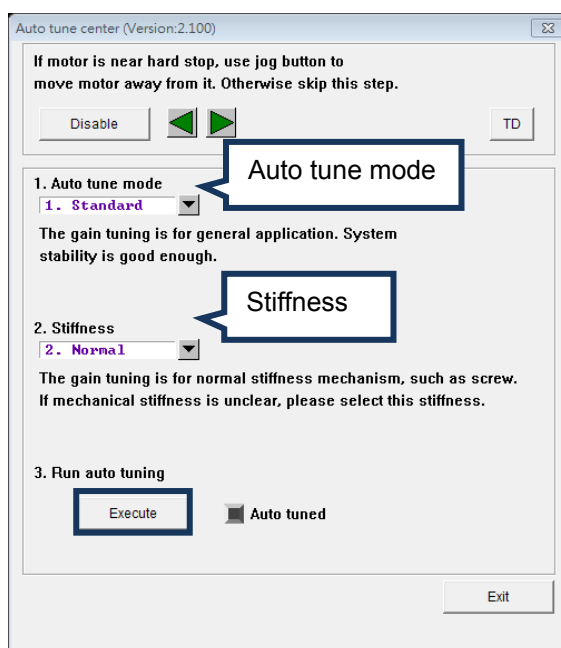 Auto tune center (Version:2.100)
If motor is near hard stop, use jog button to
move motor away from it. Otherwise skip this step.
Disable
TD
Auto tune mode
1. Auto tune mode
1. Standard
The gain tuning is for general application. System
stability is good enough.
Stiffness
2. Stiffness
2. Normal
The gain tuning is for normal stiffness mechanism, such as screw.
If mechanical stiffness is unclear, please select this stiffness.
3. Run auto tuning
Execute
Auto tuned
Exit